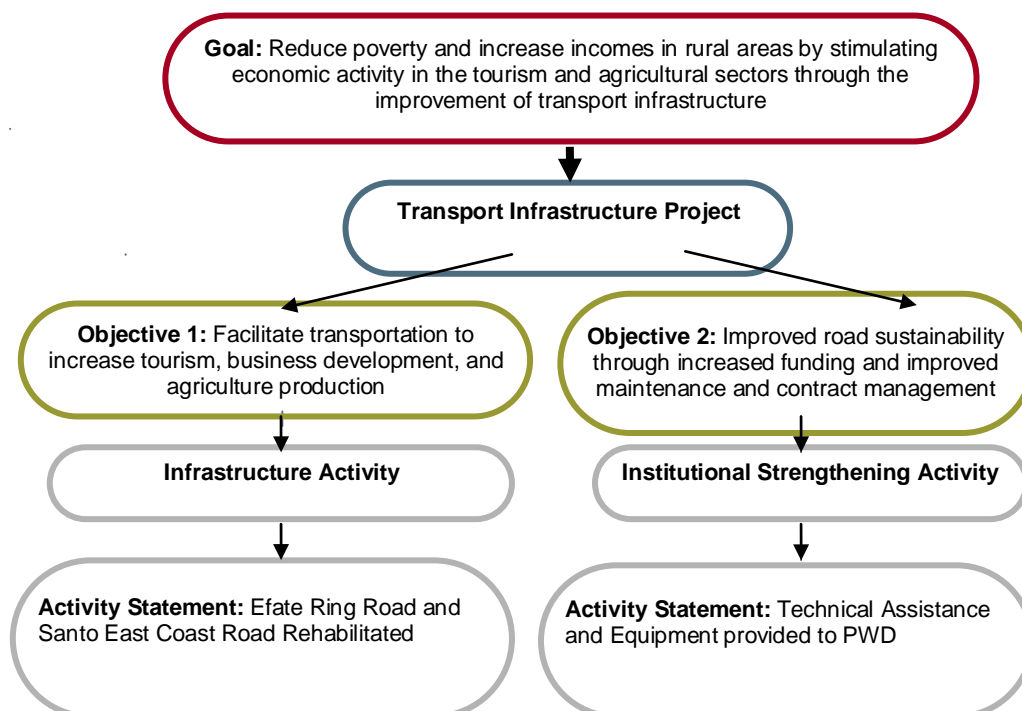 Goal: Reduce poverty and increase incomes in rural areas by stimulating
economic activity in the tourism and agricultural sectors through the
improvement of transport infrastructure
Transport Infrastructure Project
Objective 1: Facilitate transportation to
increase tourism, business development, and
agriculture production
Objective 2: Improved road sustainability
through increased funding and improved
maintenance and contract management
Infrastructure Activity
Institutional Strengthening Activity
Activity Statement: Efate Ring Road and
Santo East Coast Road Rehabilitated
Activity Statement: Technical Assistance
and Equipment provided to PWD